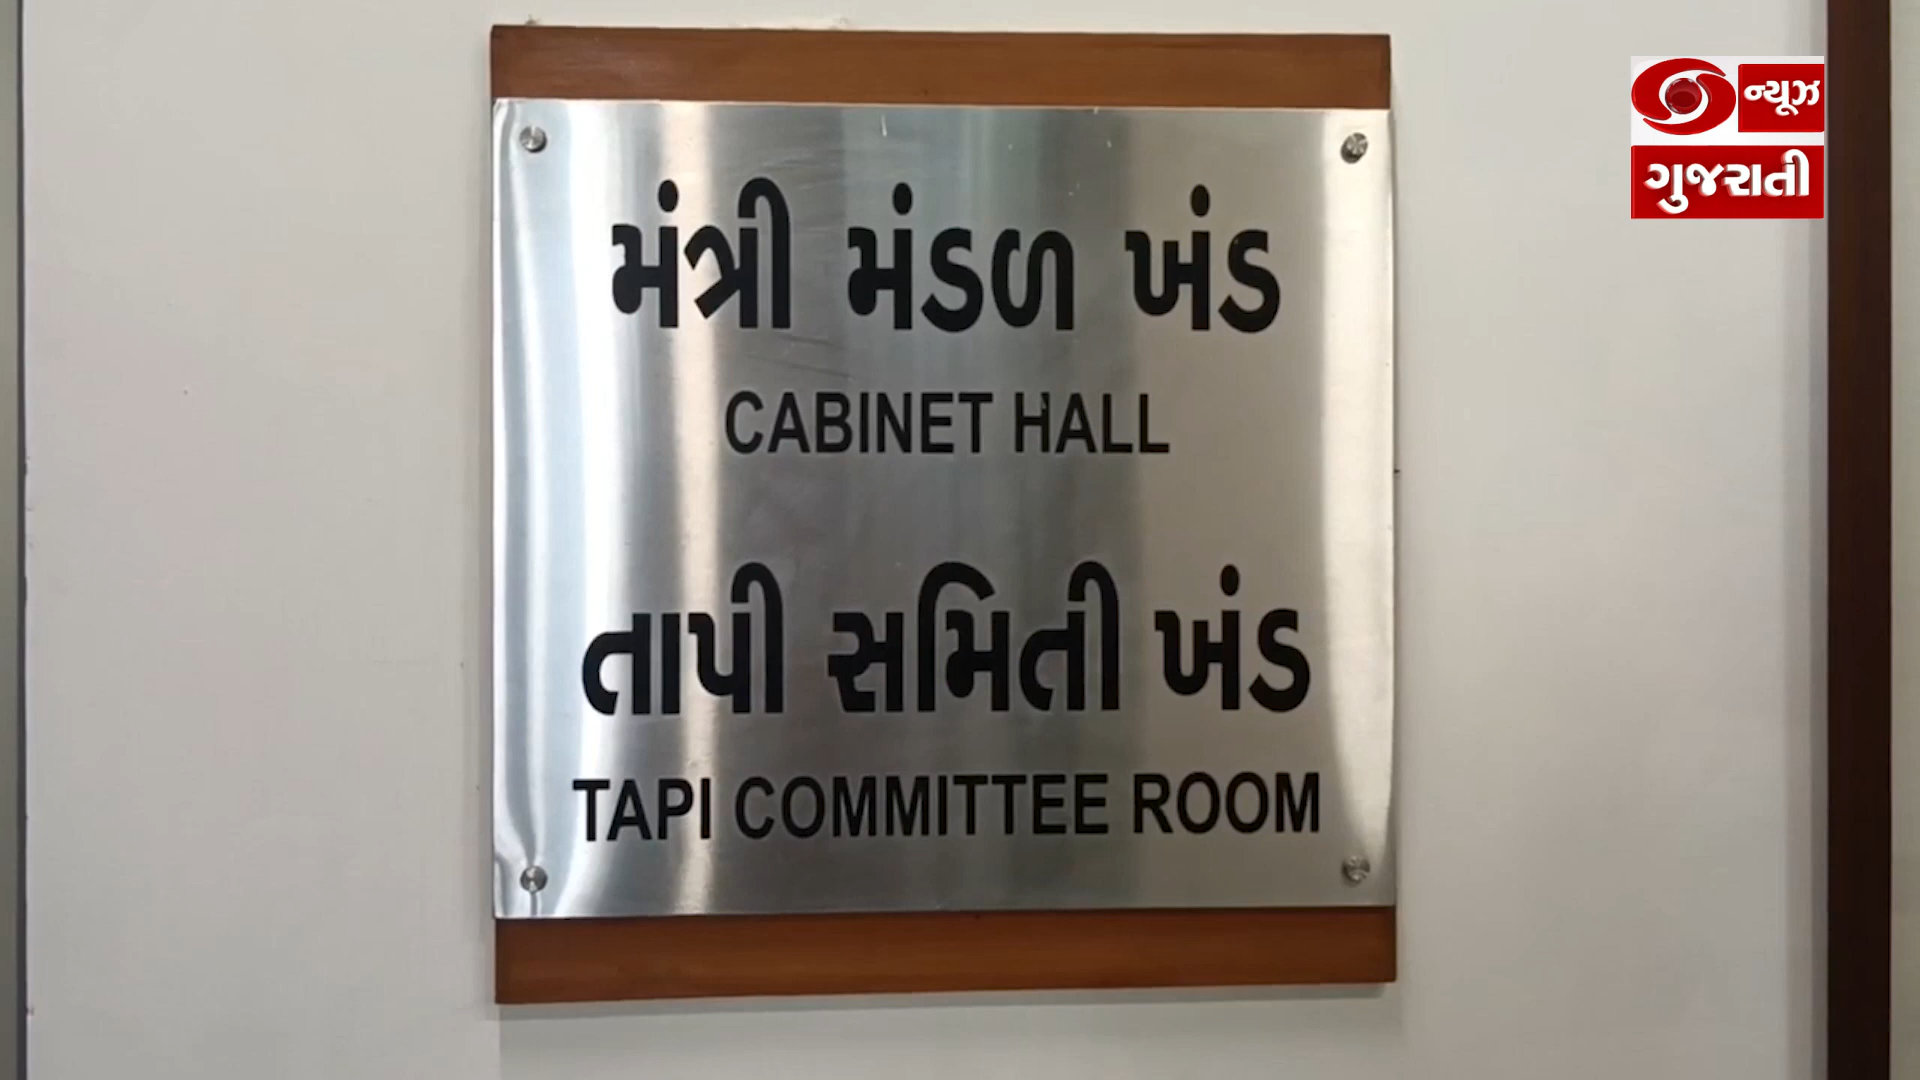 મંત્રી મંડળ ખંડ
CABINET HALL
તાપી સમિતી ખંડ
TAPI COMMITTEE ROOM
ન્યૂઝ
ગુજરાતી